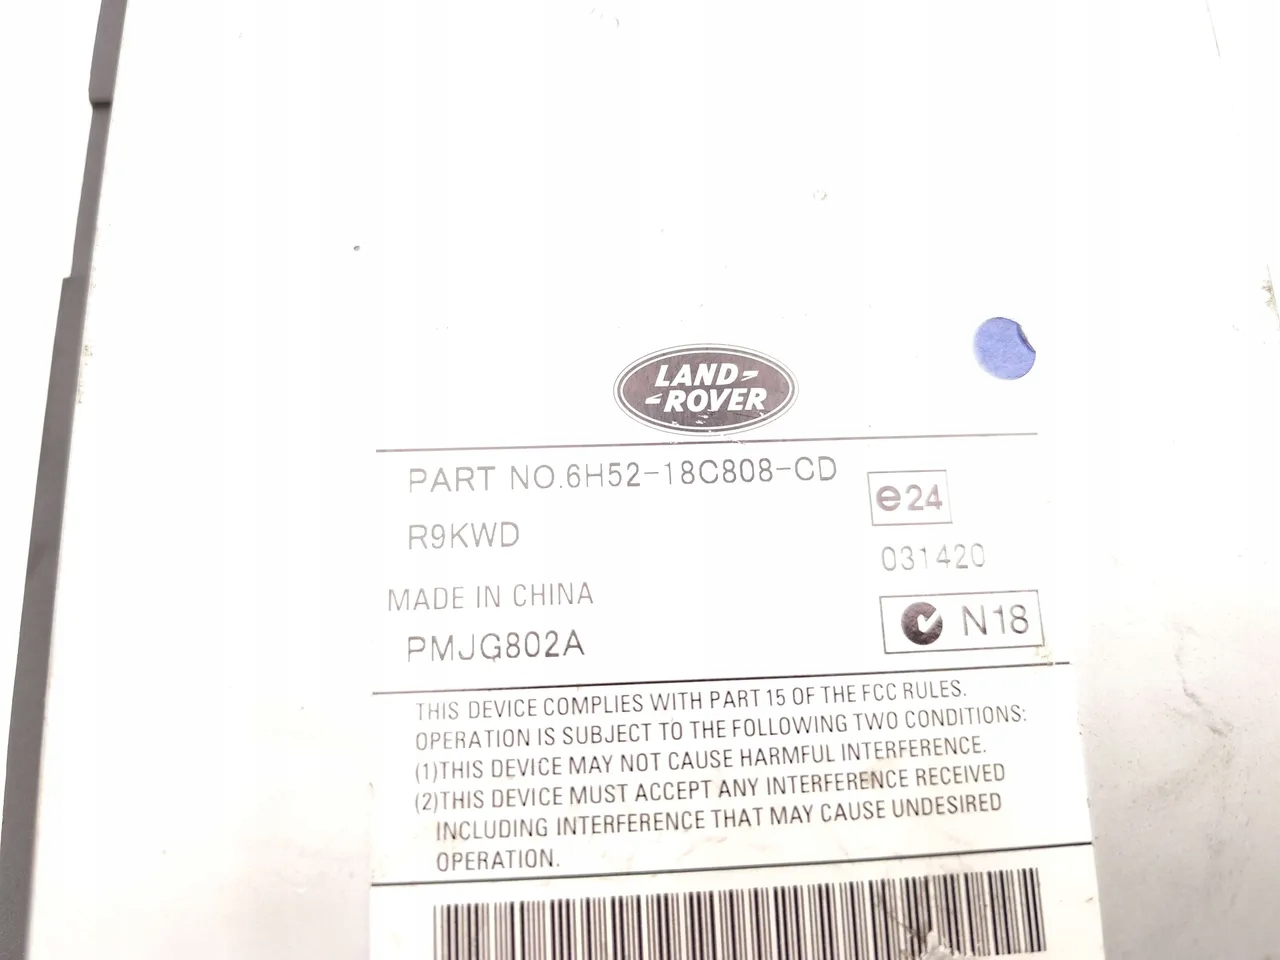 LAND-
-ROVER
PART NO.6H52-18C808-CD
e24
R9KWD
031420
MADE IN CHINA
N18
PMJG802A
THIS DEVICE COMPLIES WITH PART 15 OF THE FCC RULES.
OPERATION IS SUBJECT TO THE FOLLOWING TWO CONDITIONS:
(1)THIS DEVICE MAY NOT CAUSE HARMFUL INTERFERENCE.
(2)THIS DEVICE MUST ACCEPT ANY INTERFERENCE RECEIVED
INCLUDING INTERFERENCE THAT MAY CAUSE UNDESIRED
OPERATION.